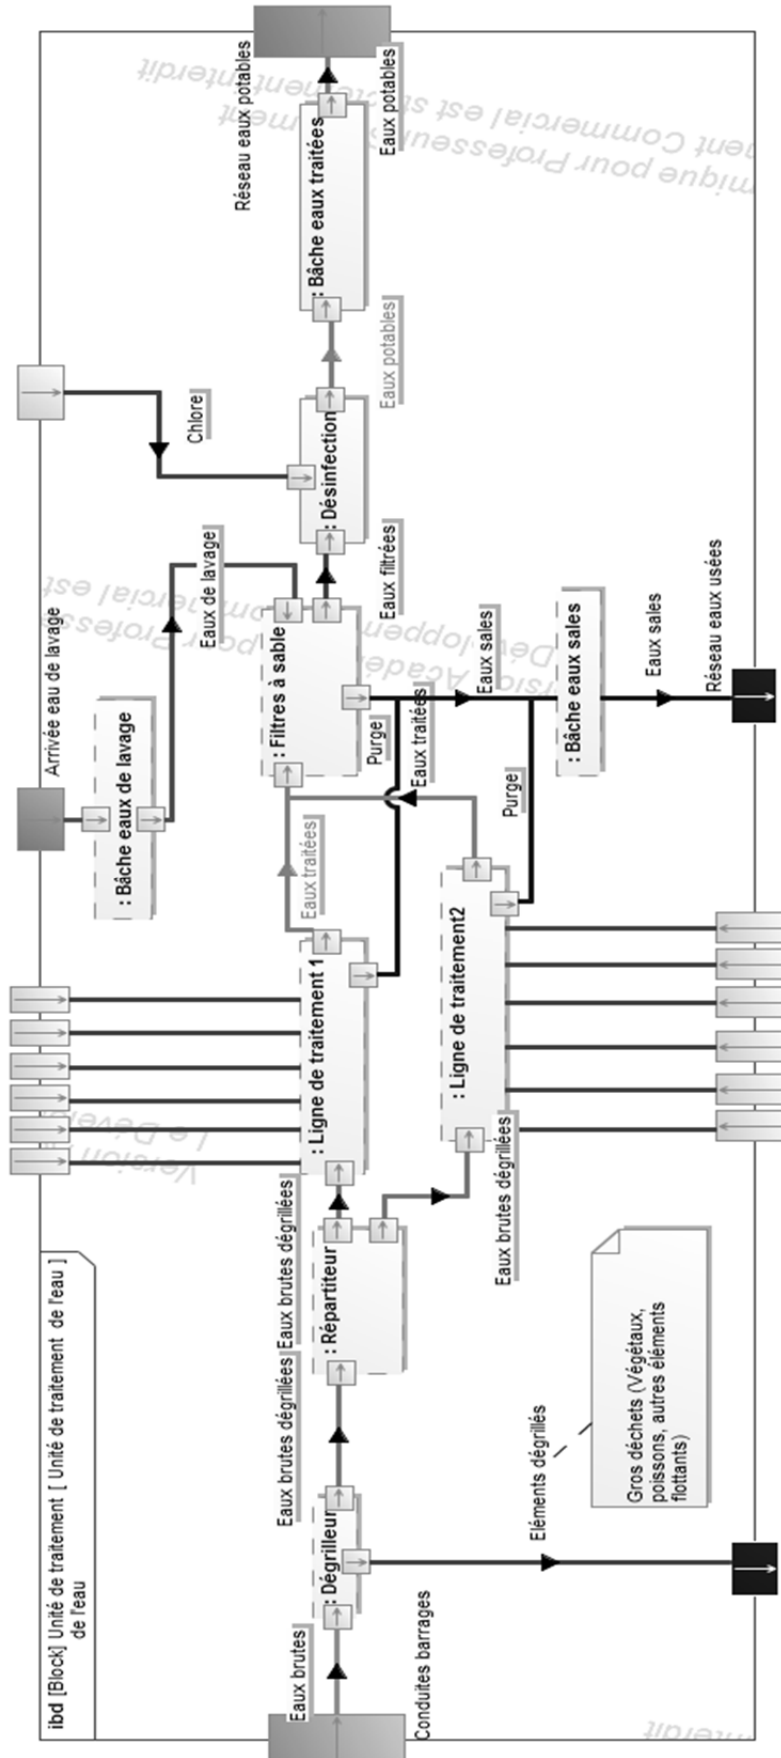 ibd [Block] Unité de traitement [ Unité de traitement de l'eau ]
de l'eau
Eaux brutes
Conduites barrages
: Dégrilleur
Eaux brutes dégrillées
Eléments dégrillés
Gros déchets (Végétaux,
poissons, autres éléments
flottants)
: Répartiteur
Eaux brutes dégrillées
Eaux brutes dégrillées
: Ligne de traitement 1
: Ligne de traitement2
Eaux traitées
Eaux traitées
Purge
Purge
Arrivée eau de lavage
: Bâche eaux de lavage
Eaux de lavage
: Filtres à sable
Eaux filtrées
Eaux sales
: Bâche eaux sales
Eaux sales
Réseau eaux usées
Chlore
: Désinfection
Eaux potables
: Bâche eaux traitées
Réseau eaux potables
Eaux potables